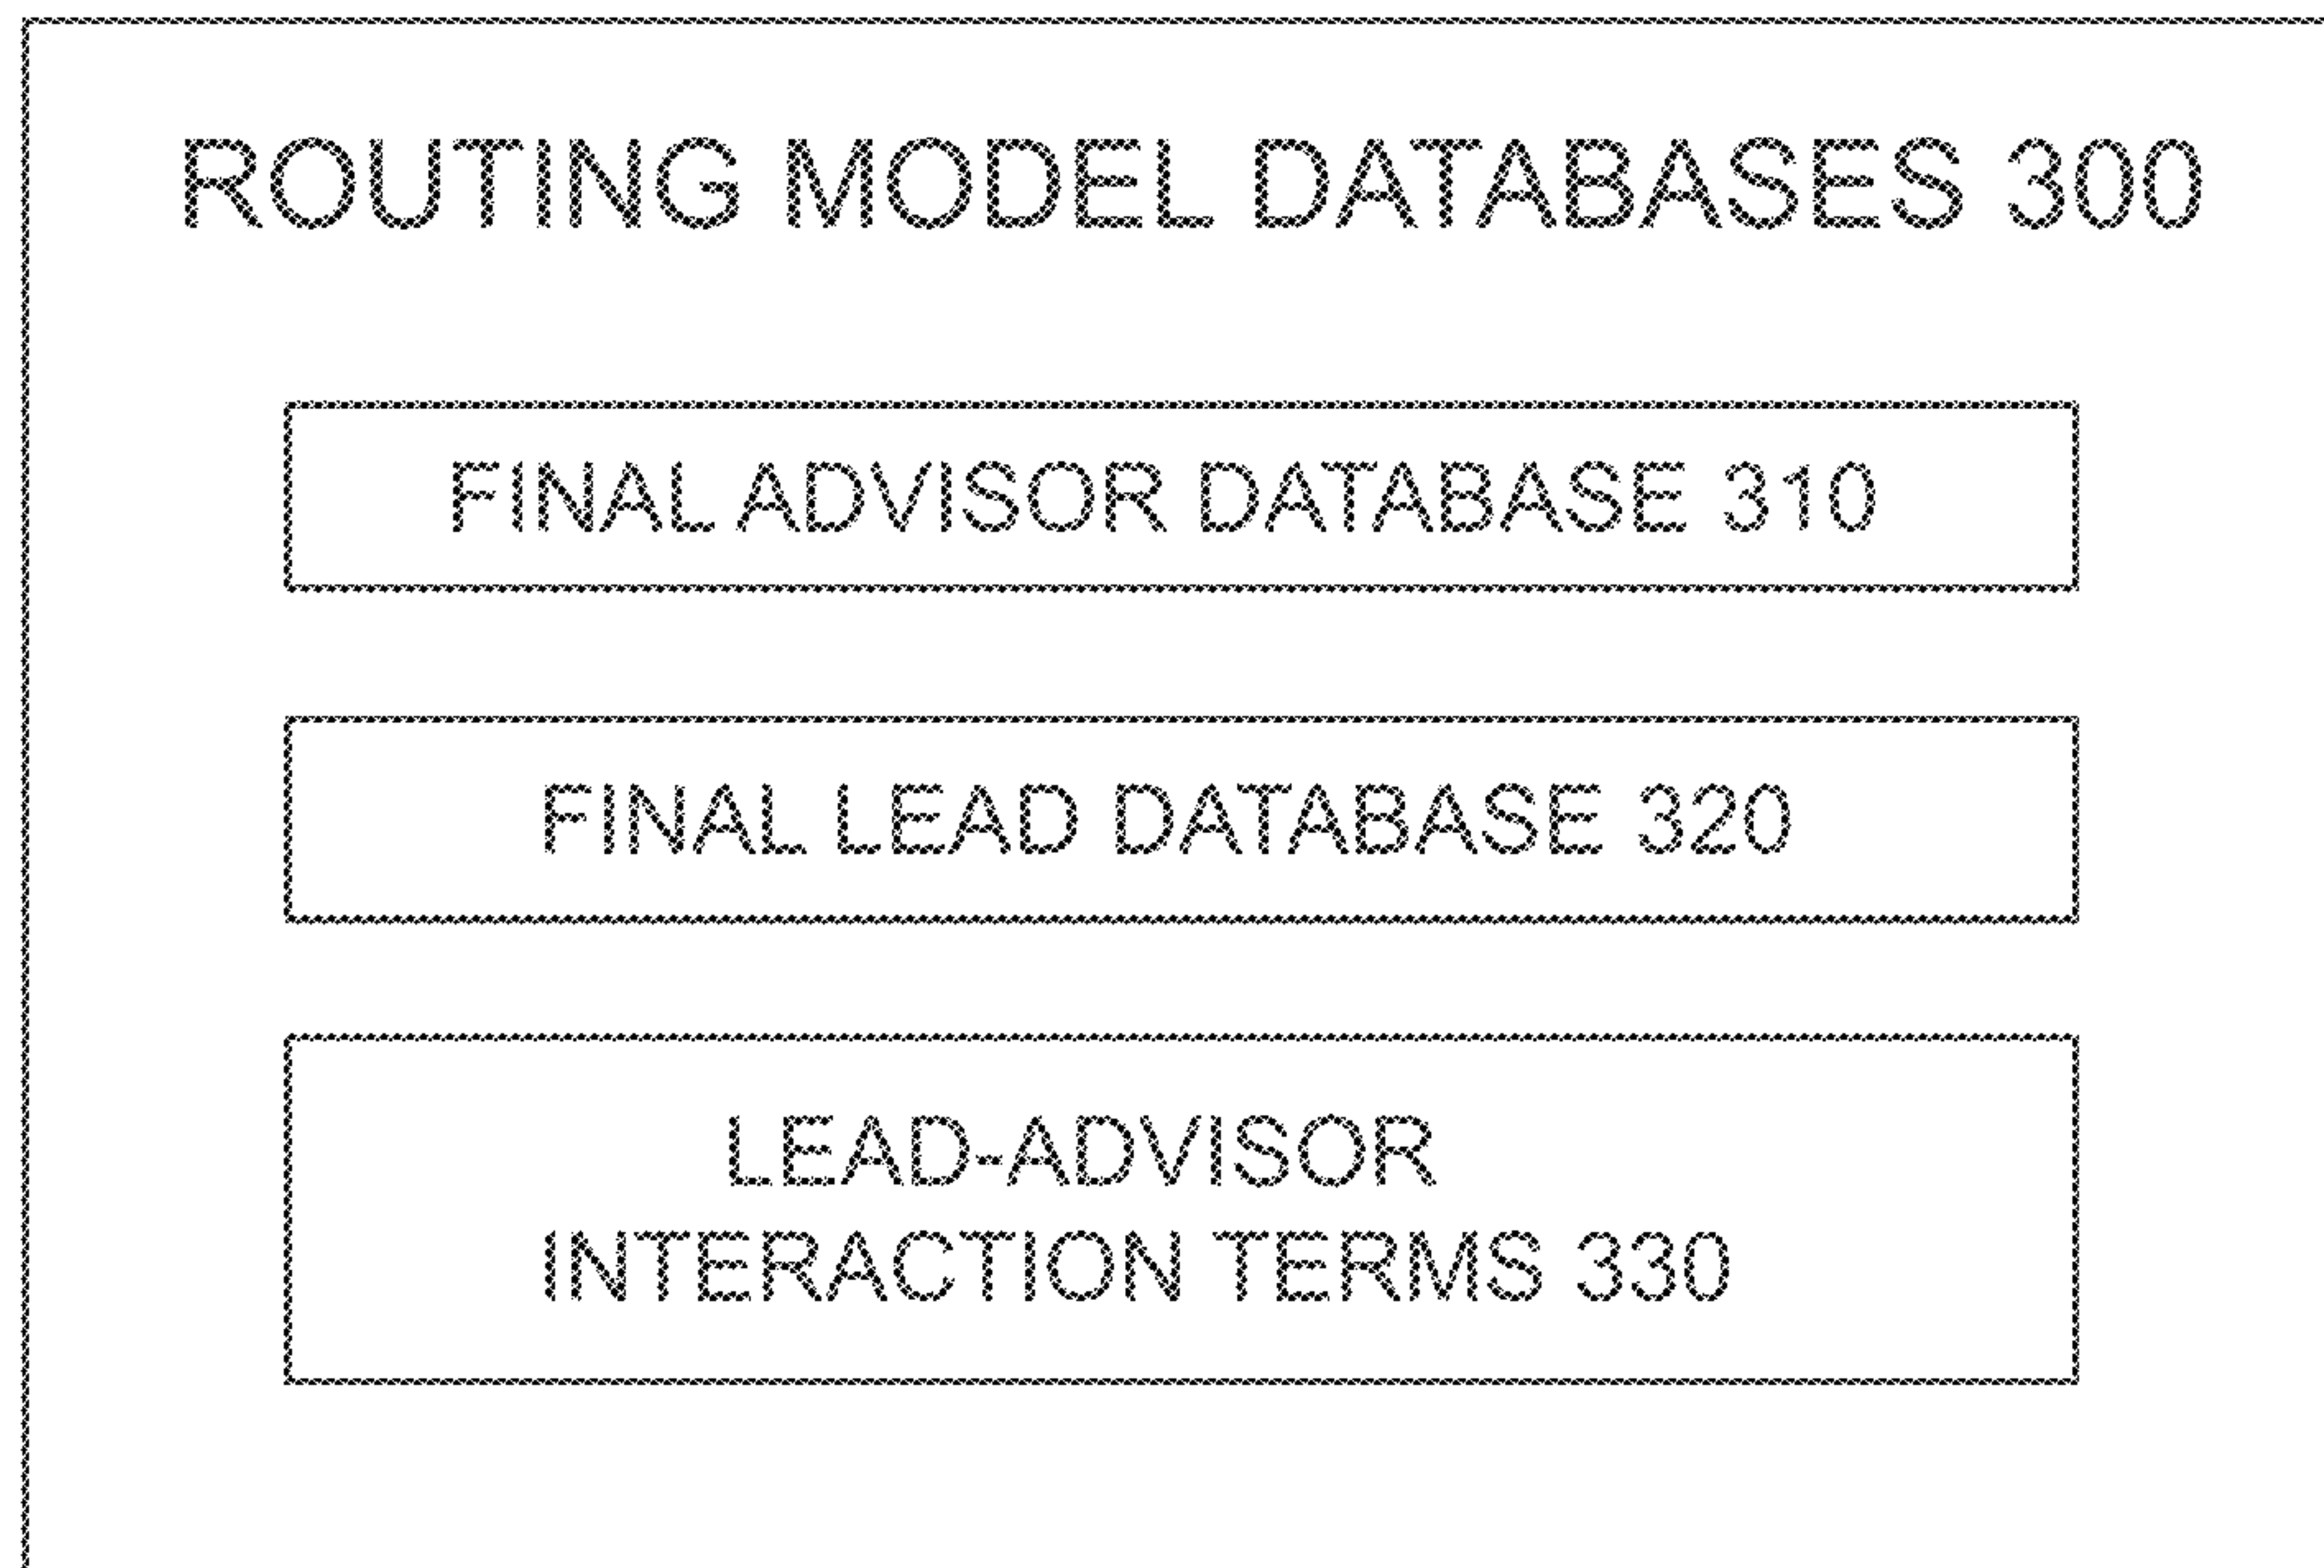 ROUTING MODEL DATABASES 300
FINAL ADVISOR DATABASE 310
FINAL LEAD DATABASE 320
LEAD-ADVISOR
INTERACTION TERMS 330